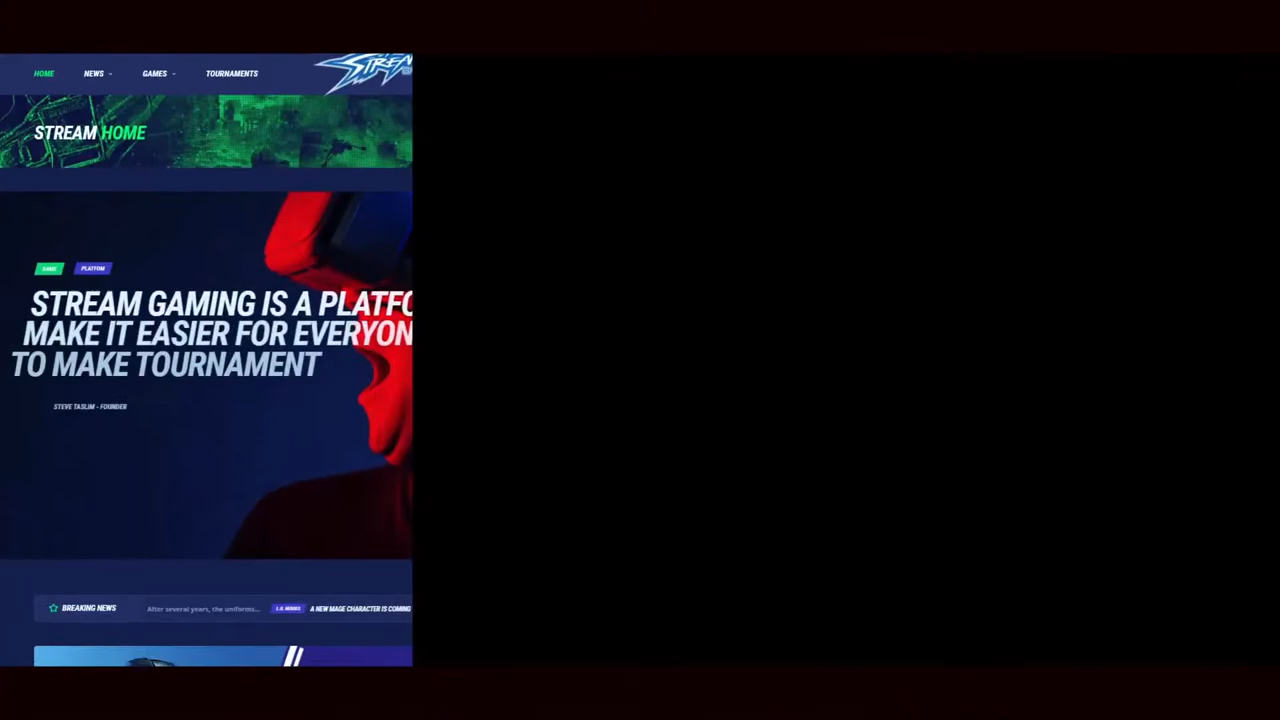 HOME NEWS GAMES TOURNAMENTS
STREAM HOME
GAME PLATFOM
STREAM GAMING IS A PLATFO
MAKE IT EASIER FOR EVERYON
TO MAKE TOURNAMENT
STEVE TASLIM - FOUNDER
BREAKING NEWS After several years, the uniforms... A NEW MAGE CHARACTER IS COMING